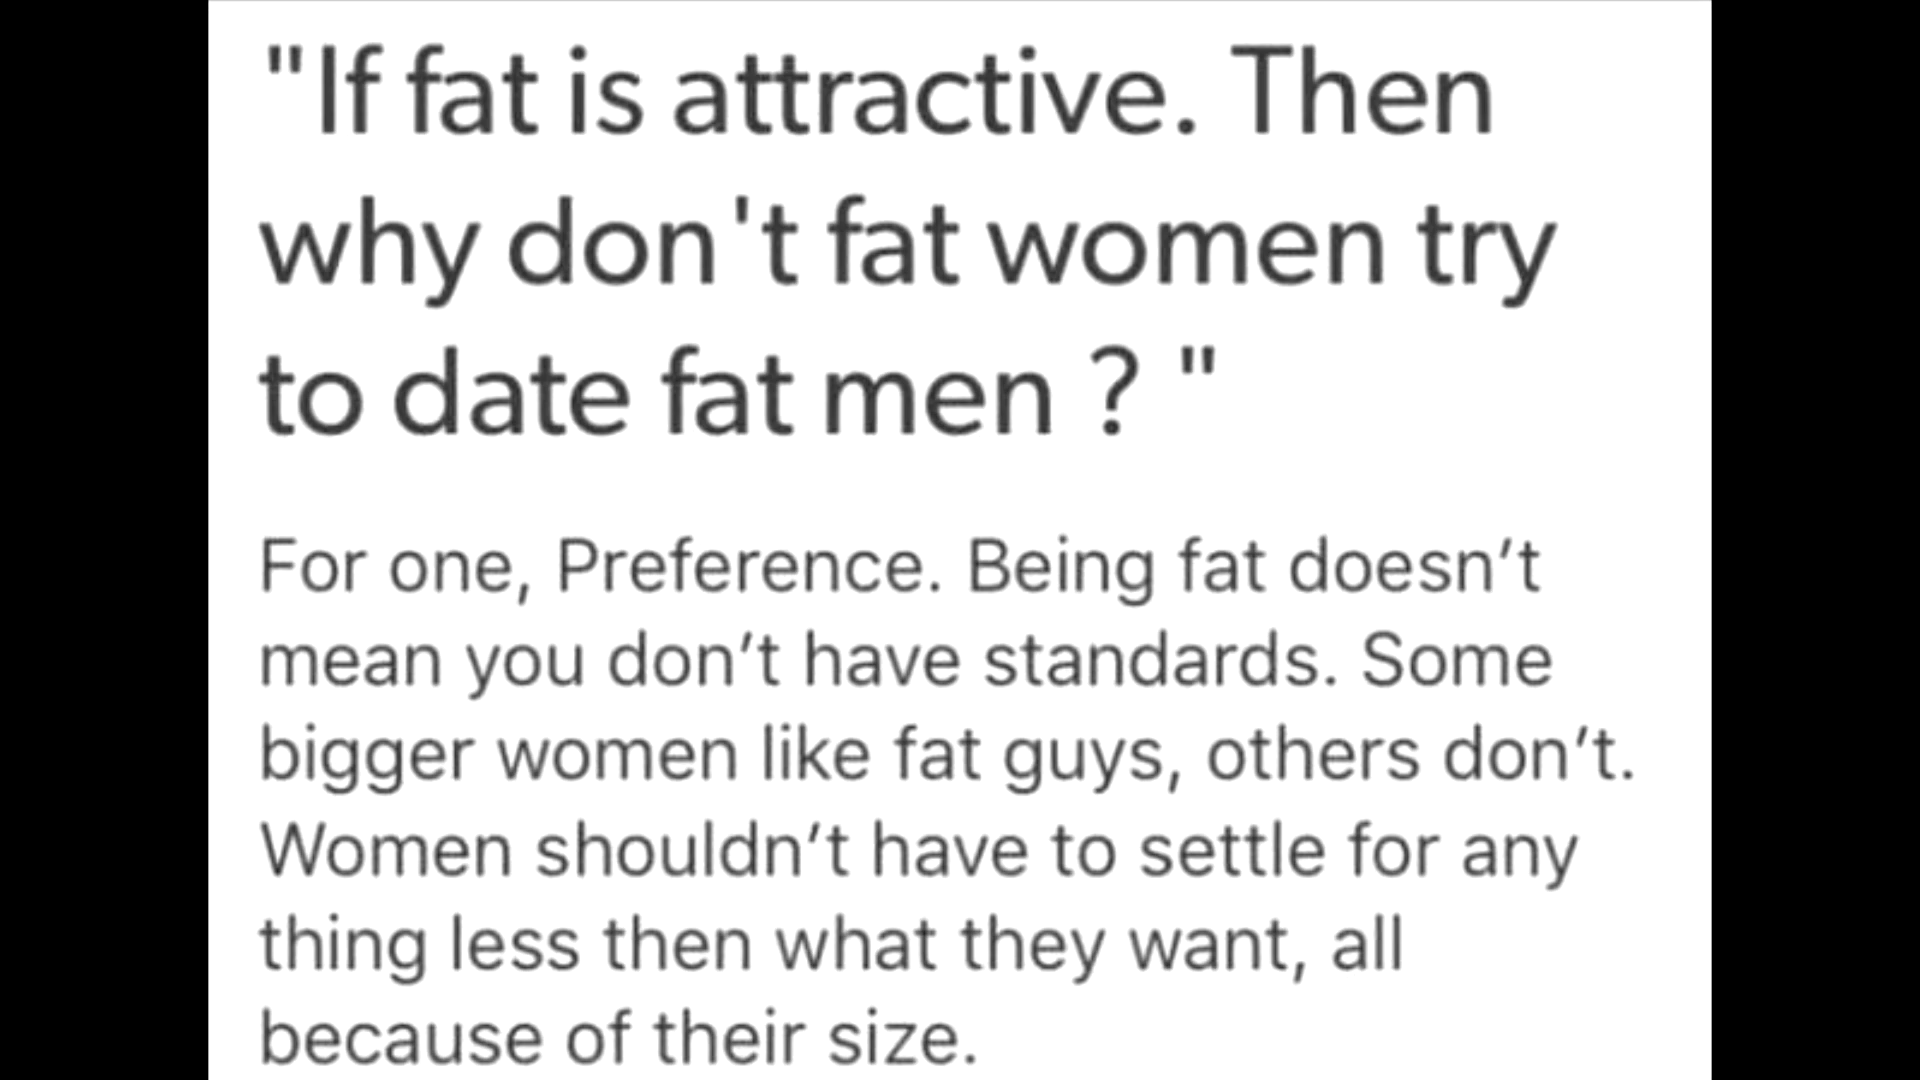 "If fat is attractive. Then
why don't fat women try
to date fat men ? "
For one, Preference. Being fat doesn’t
mean you don’t have standards. Some
bigger women like fat guys, others don’t.
Women shouldn’t have to settle for any
thing less then what they want, all
because of their size.